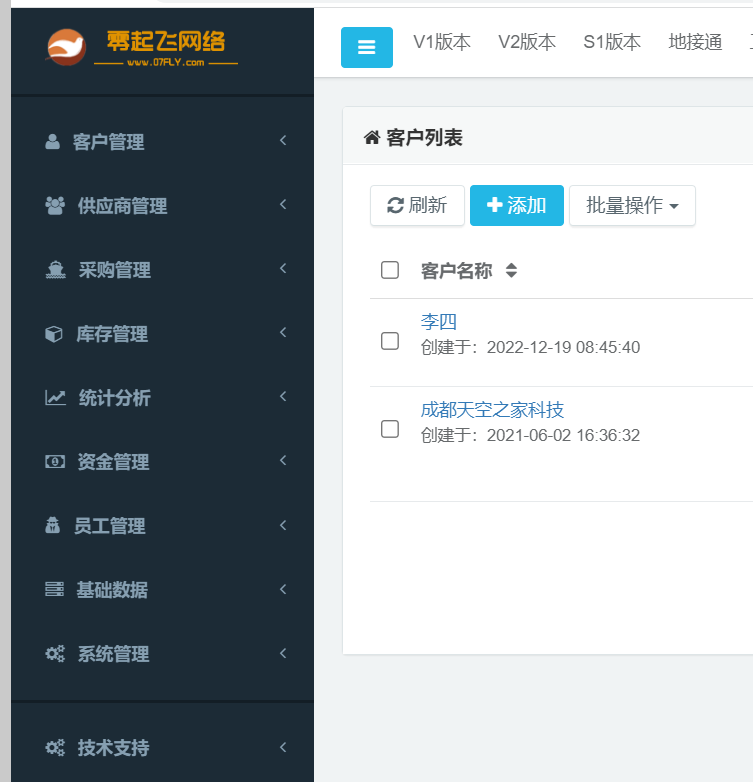 零起飞网络
www.07FLY.com
V1版本 V2版本 S1版本 地接通
客户管理
供应商管理
采购管理
库存管理
统计分析
资金管理
员工管理
基础数据
系统管理
技术支持
客户列表
刷新 添加 批量操作
客户名称
李四
创建于：2022-12-19 08:45:40
成都天空之家科技
创建于：2021-06-02 16:36:32